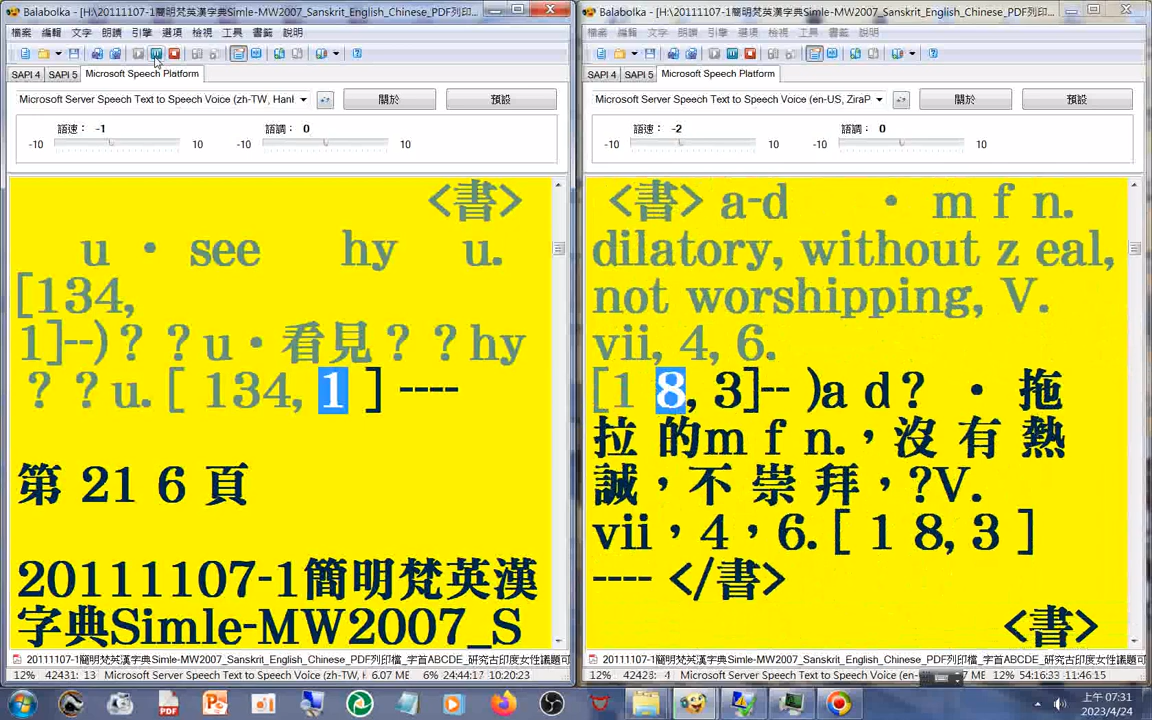 Balabolka - [H:\20111107-1簡明梵英漢字典Simle-MW2007_Sanskrit_English_Chinese_PDF列印...
檔案 編輯 文字 朗讀 引擎 選項 檢視 工具 書籤 說明
SAPI 4 SAPI 5 Microsoft Speech Platform
Microsoft Server Speech Text to Speech Voice (zh-TW, HanH
關於 預設
語速： -1 語調： 0
-10 10 -10 10
<書>
u • see hy u.
[134,
1]--)? ? u • 看見 ? ? hy
? ? u. [ 134, 1 ] ----
第 21 6 頁
20111107-1簡明梵英漢
字典Simle-MW2007_S
20111107-1簡明梵英漢字典Simle-MW2007_Sanskrit_English_Chinese_PDF列印檔_字首ABCDE_研究古印度女性議題可
12% 42431: 13 Microsoft Server Speech Text to Speech Voice (zh-TW, H 6.07 ME 6% 24:44:17 10:20:23
Balabolka - [H:\20111107-1簡明梵英漢字典Simle-MW2007_Sanskrit_English_Chinese_PDF列印...
檔案 編輯 文字 朗讀 引擎 選項 檢視 工具 書籤 說明
SAPI 4 SAPI 5 Microsoft Speech Platform
Microsoft Server Speech Text to Speech Voice (en-US, ZiraP
關於 預設
語速： -2 語調： 0
-10 10 -10 10
<書> a-d • m f n.
dilatory, without z eal,
not worshipping, V.
vii, 4, 6.
[1 8, 3]-- )a d? • 拖
拉 的m f n.，沒 有 熱
誠，不 崇 拜，?V.
vii，4，6. [ 1 8, 3 ]
---- </書>
<書>
20111107-1簡明梵英漢字典Simle-MW2007_Sanskrit_English_Chinese_PDF列印檔_字首ABCDE_研究古印度女性議題可
12% 42423: 4 Microsoft Server Speech Text to Speech Voice (en-us 12% 54:16:33 11:46:15
上午 07:31
2023/4/24